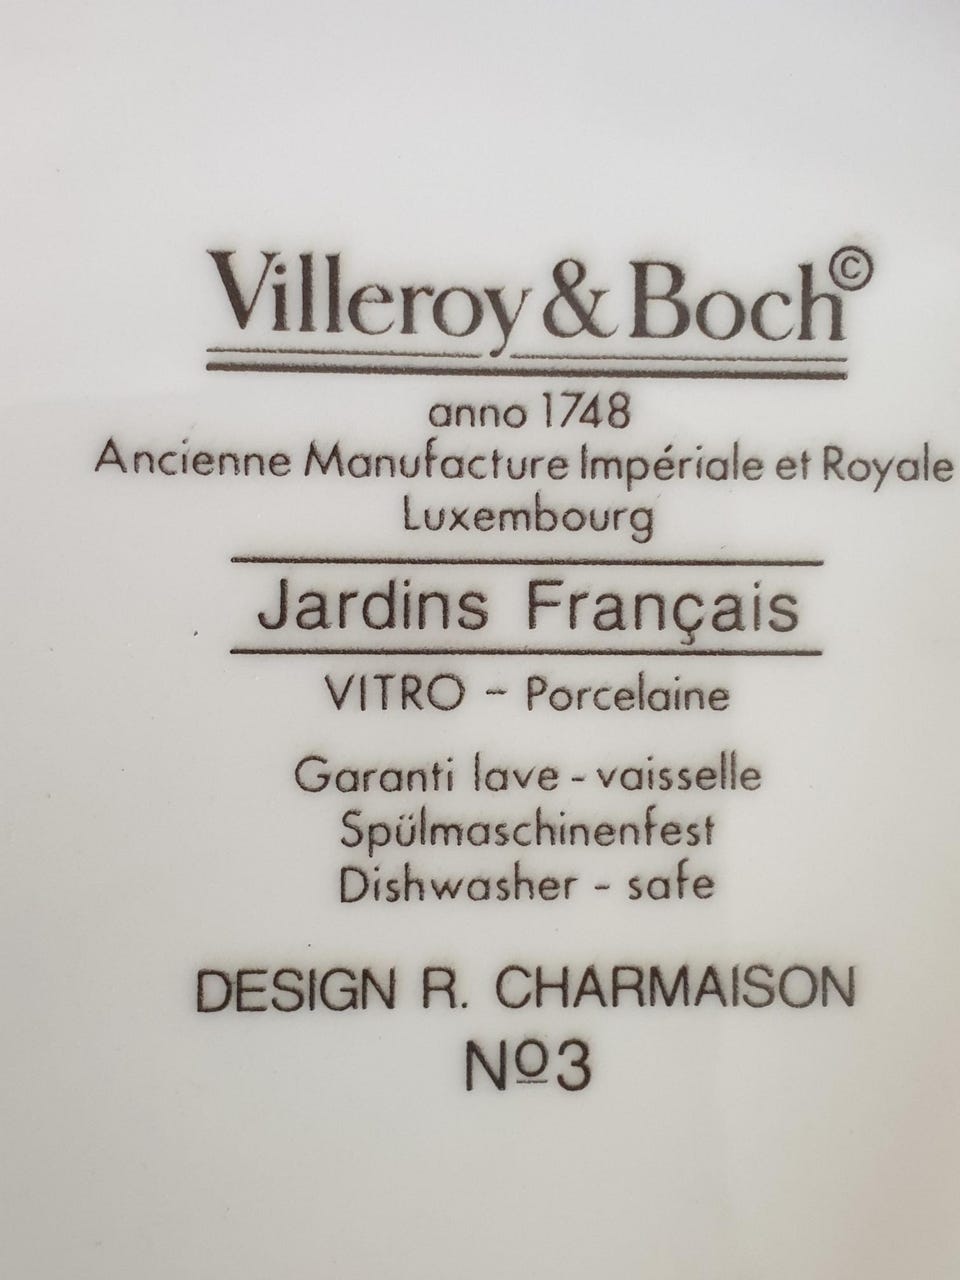 Villeroy & Boch©
anno 1748
Ancienne Manufacture Impériale et Royale
Luxembourg
Jardins Français
VITRO - Porcelaine
Garanti lave-vaisselle
Spülmaschinenfest
Dishwasher-safe
DESIGN R. CHARMAISON
Nº3